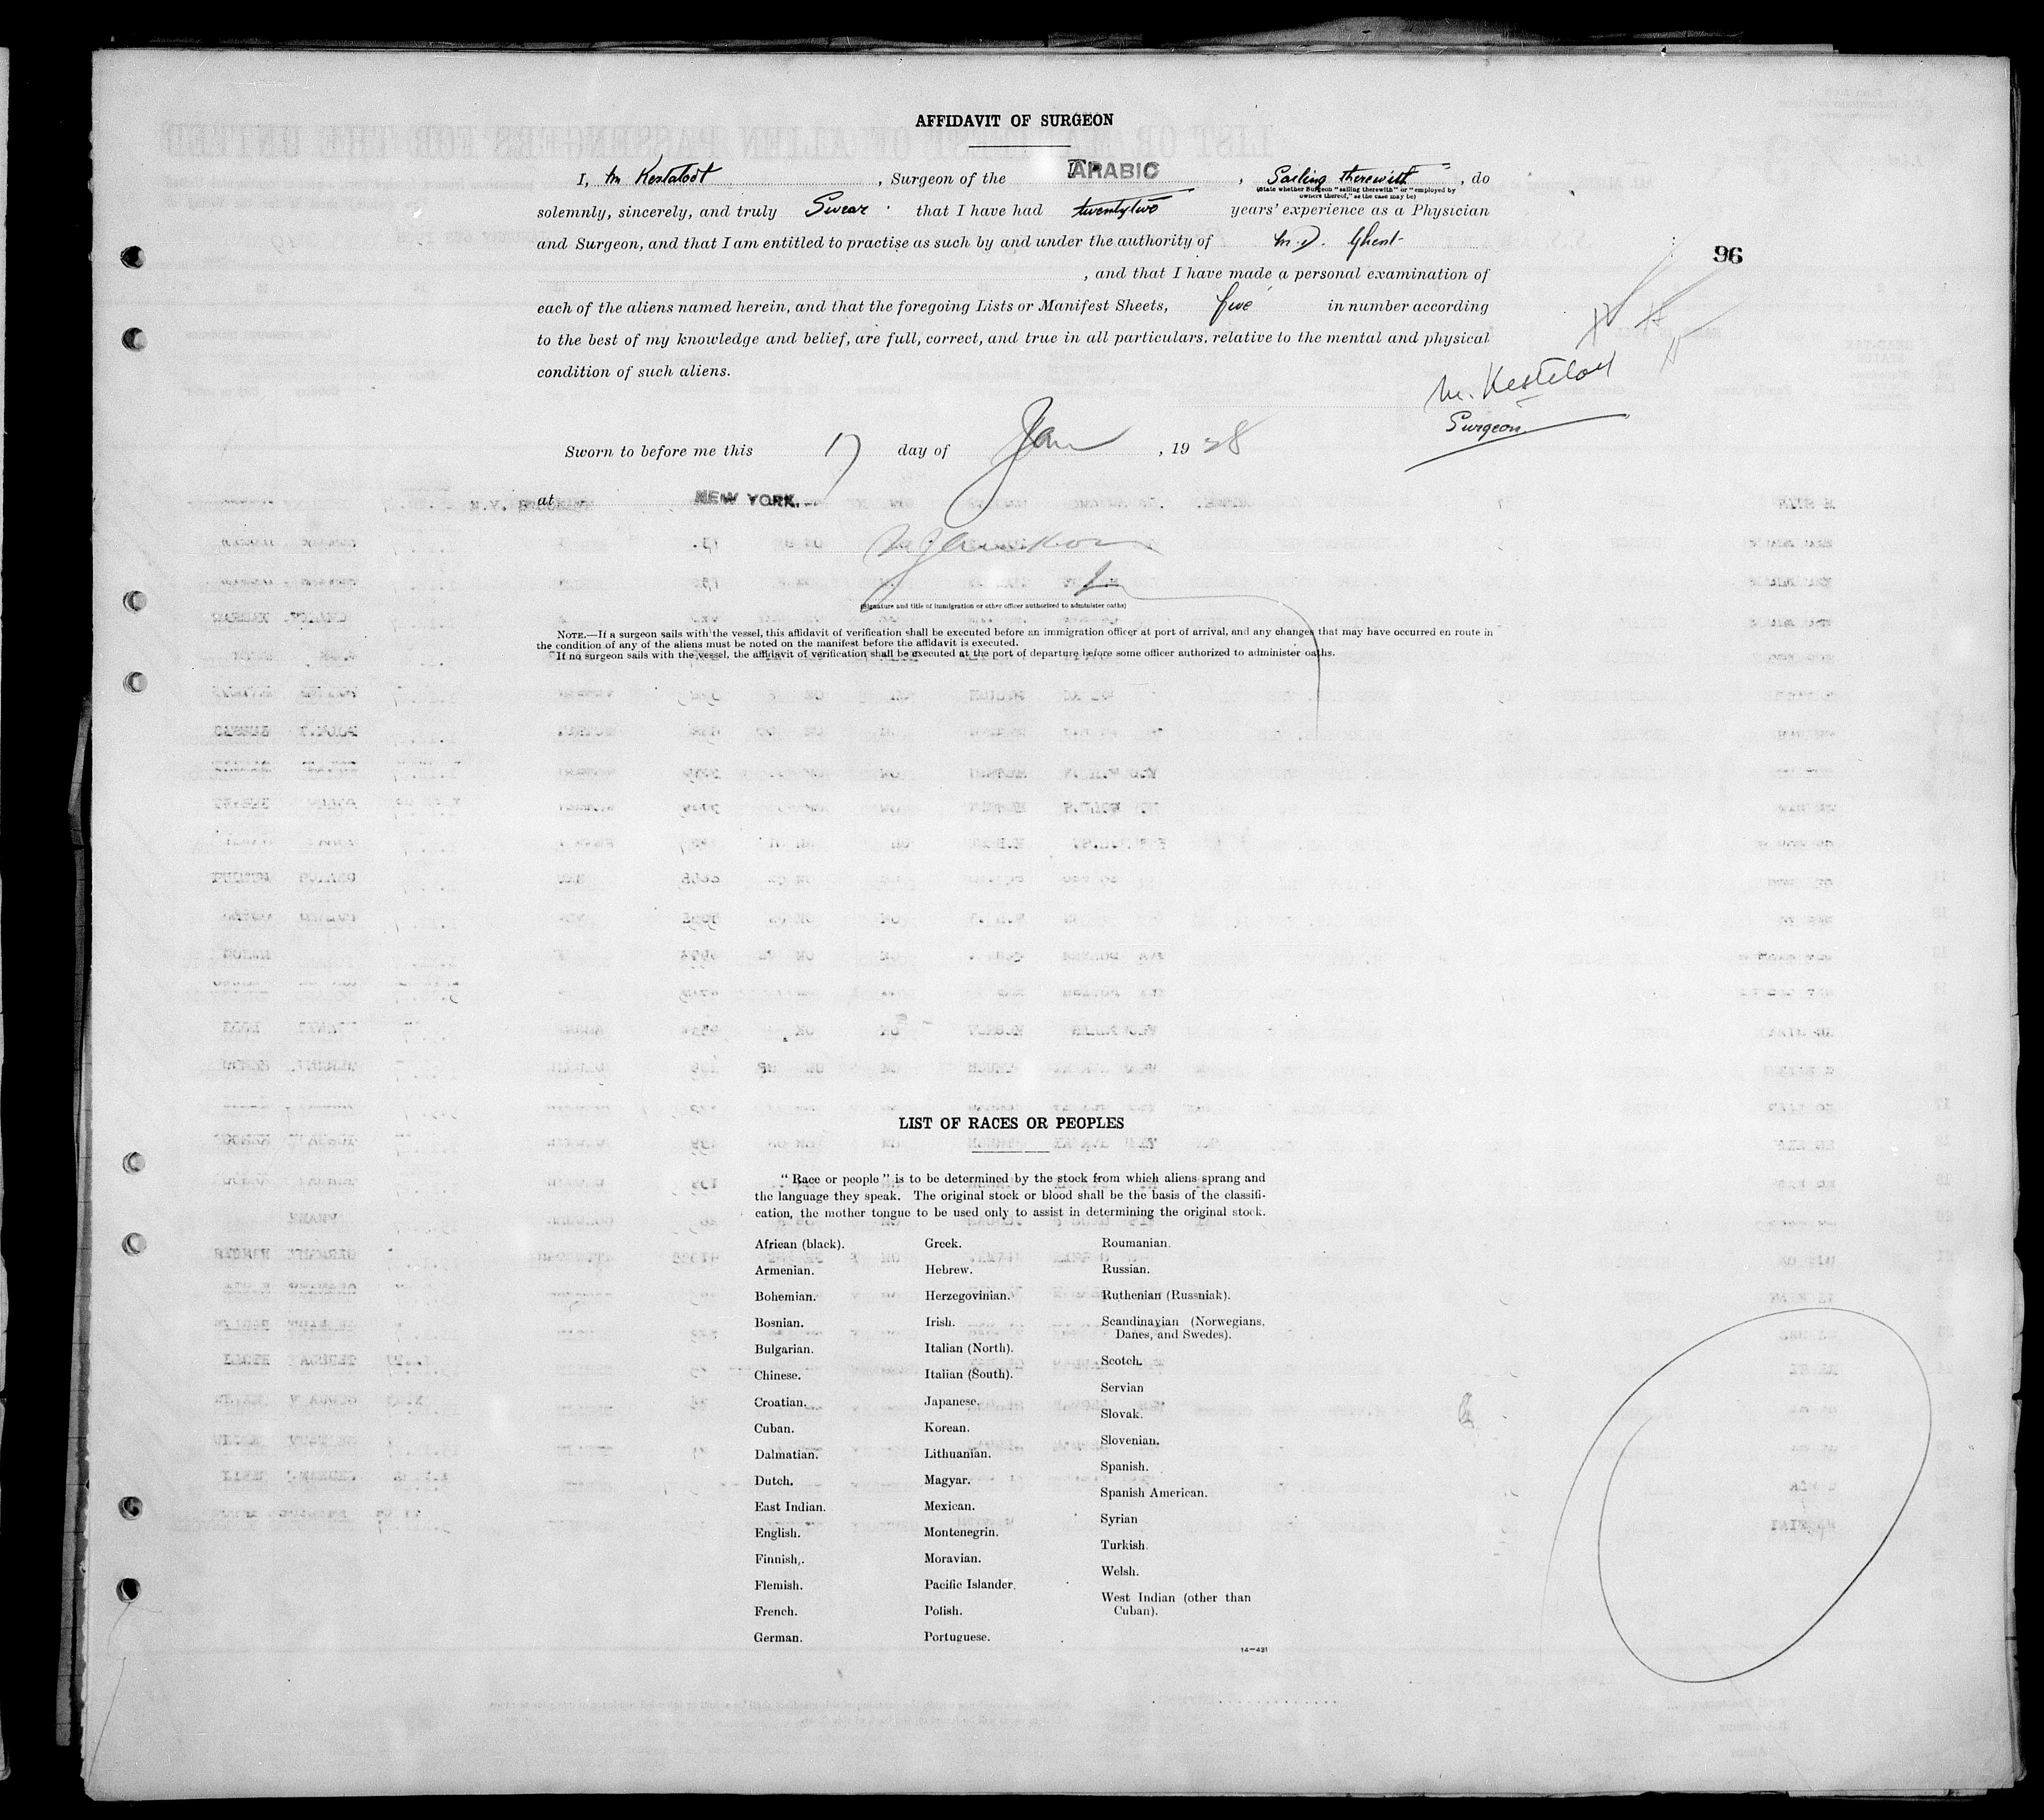 AFFIDAVIT OF SURGEON
I, M Kestelodt, Surgeon of the ARABIC, Sailing therewith, do
(State whether Surgeon "sailing therewith" or "employed by
owners thereof," as the case may be)
solemnly, sincerely, and truly Swear that I have had twentytwo years' experience as a Physician
and Surgeon, and that I am entitled to practise as such by and under the authority of M.D. Ghent
, and that I have made a personal examination of
96
each of the aliens named herein, and that the foregoing Lists or Manifest Sheets, five in number according
to the best of my knowledge and belief, are full, correct, and true in all particulars, relative to the mental and physical
condition of such aliens.
Surgeon
Sworn to before me this 17 day of Jan, 1928
at NEW YORK.
(Signature and title of immigration or other officer authorized to administer oaths)
NOTE.—If a surgeon sails with the vessel, this affidavit of verification shall be executed before an immigration officer at port of arrival, and any changes that may have occurred en route in
the condition of any of the aliens must be noted on the manifest before the affidavit is executed.
If no surgeon sails with the vessel, the affidavit of verification shall be executed at the port of departure before some officer authorized to administer oaths.
LIST OF RACES OR PEOPLES
"Race or people" is to be determined by the stock from which aliens sprang and
the language they speak. The original stock or blood shall be the basis of the classifi-
cation, the mother tongue to be used only to assist in determining the original stock.
African (black).
Armenian.
Bohemian.
Bosnian.
Bulgarian.
Chinese.
Croatian.
Cuban.
Dalmatian.
Dutch.
East Indian.
English.
Finnish.
Flemish.
French.
German.
Greek.
Hebrew.
Herzegovinian.
Irish.
Italian (North).
Italian (South).
Japanese.
Korean.
Lithuanian.
Magyar.
Mexican.
Montenegrin.
Moravian.
Pacific Islander.
Polish.
Portuguese.
Roumanian.
Russian.
Ruthenian (Russniak).
Scandinavian (Norwegians,
Danes, and Swedes).
Scotch.
Servian
Slovak.
Slovenian.
Spanish.
Spanish American.
Syrian
Turkish.
Welsh.
West Indian (other than
Cuban).
14—431